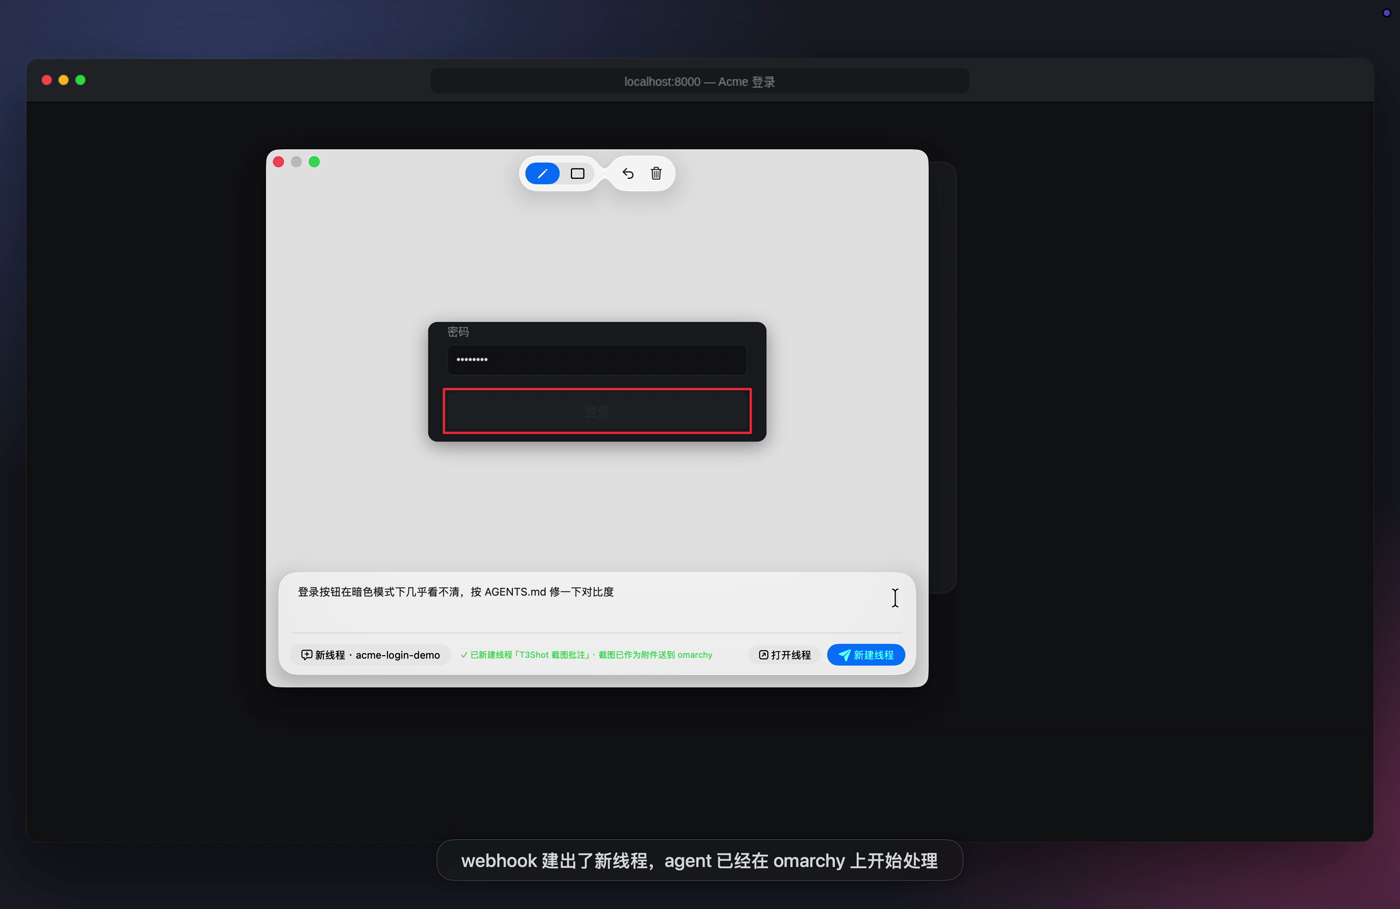 localhost:8000 — Acme 登录
密码
••••••••
登录
登录按钮在暗色模式下几乎看不清，按 AGENTS.md 修一下对比度
新线程 · acme-login-demo
✓ 已新建线程「T3Shot 截图批注」· 截图已作为附件送到 omarchy
打开线程
新建线程
webhook 建出了新线程，agent 已经在 omarchy 上开始处理